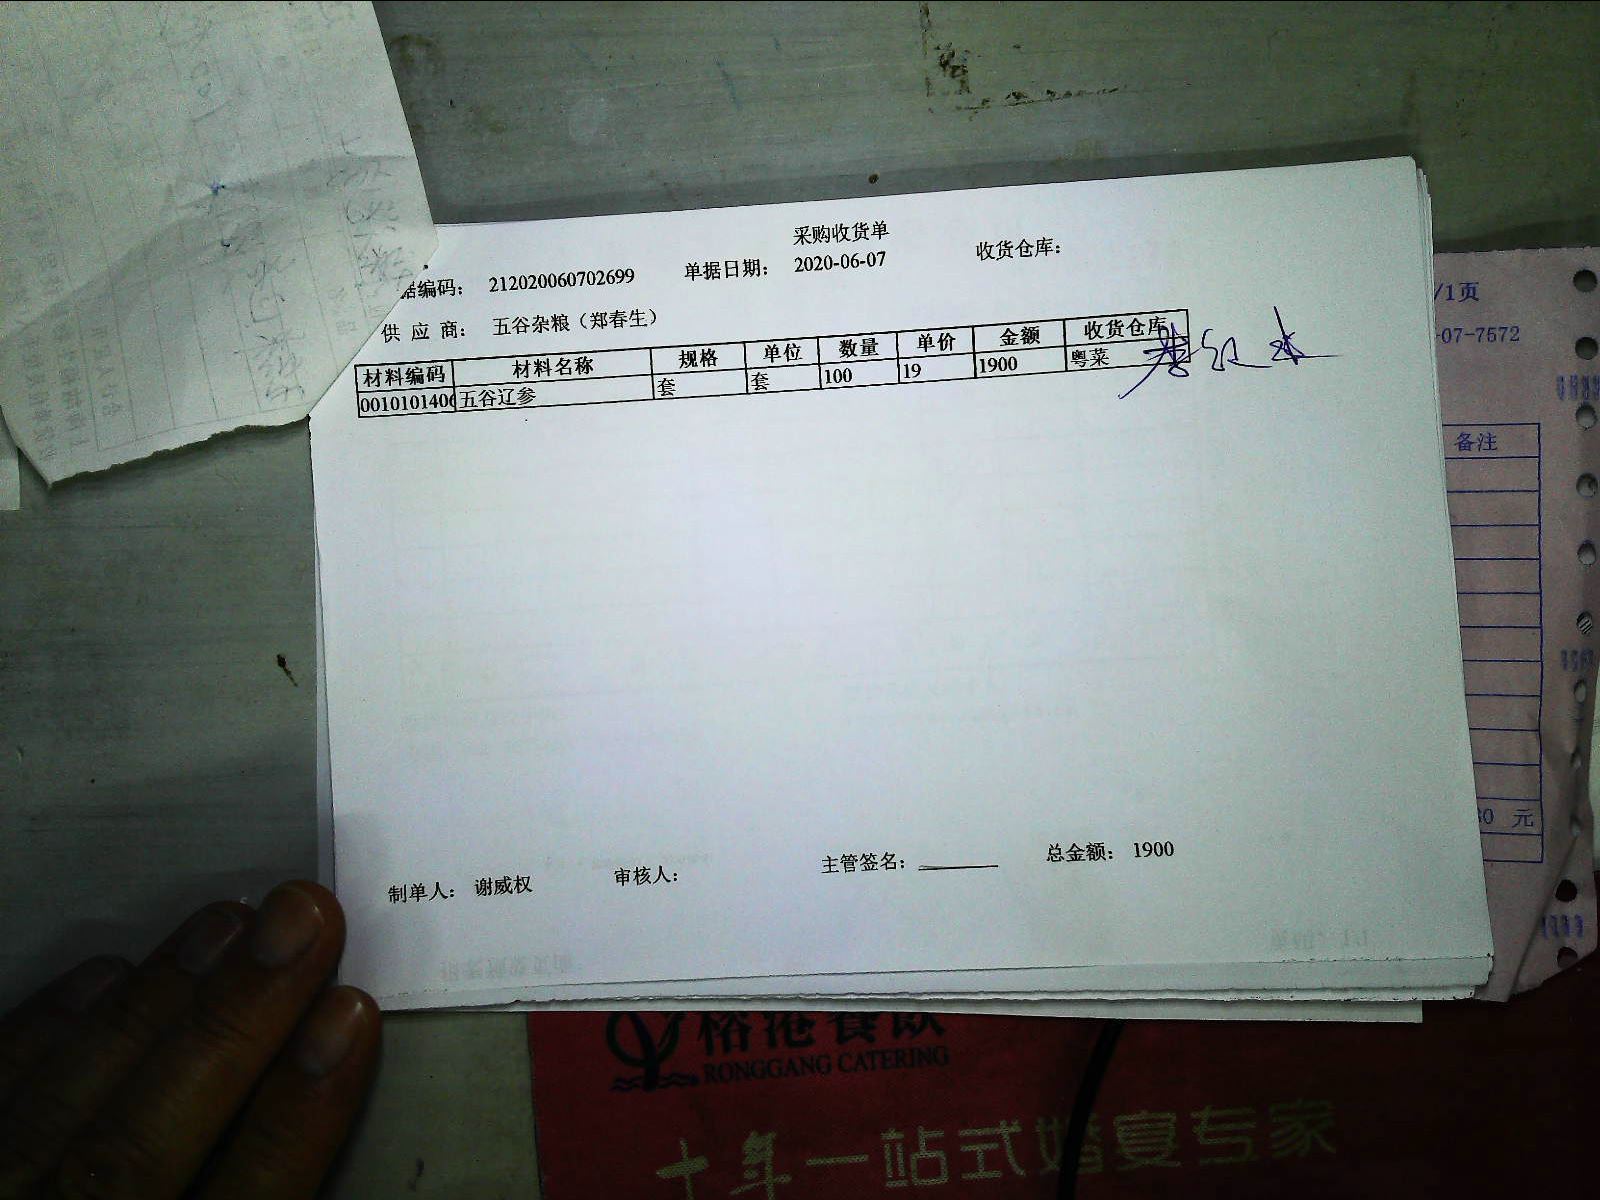 采购收货单
据编码： 212020060702699 单据日期： 2020-06-07 收货仓库：
供 应 商： 五谷杂粮（郑春生）
材料编码 材料名称 规格 单位 数量 单价 金额 收货仓库
0010101406 五谷辽参 套 套 100 19 1900 粤菜
制单人： 谢威权 审核人： 主管签名： 总金额： 1900
/1页
-07-7572
备注
元
榕港餐饮
RONGGANG CATERING
十年一站式婚宴专家